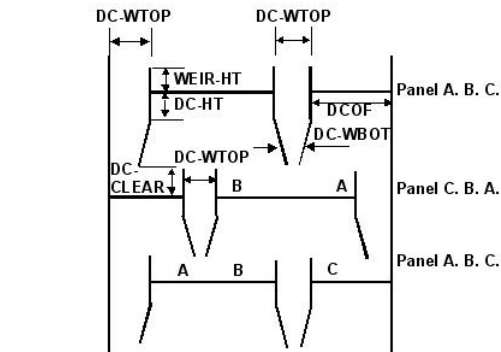 DC-WTOP DC-WTOP
WEIR-HT
Panel A. B. C.
DC-HT
DCOF
DC-WBOT
DC-WTOP
DC-
CLEAR
B A Panel C. B. A.
Panel A. B. C.
A B C